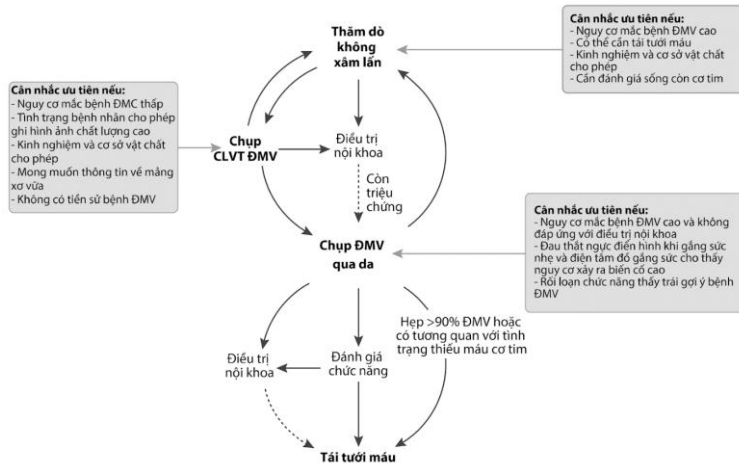 Thăm dò
không
xâm lấn
Cân nhắc ưu tiên nếu:
- Nguy cơ mắc bệnh ĐMV cao
- Có thể cần tái tưới máu
- Kinh nghiệm và cơ sở vật chất
cho phép
- Cần đánh giá sống còn cơ tim
Cân nhắc ưu tiên nếu:
- Nguy cơ mắc bệnh ĐMC thấp
- Tình trạng bệnh nhân cho phép
ghi hình ảnh chất lượng cao
- Kinh nghiệm và cơ sở vật chất
cho phép
- Mong muốn thông tin về mảng
xơ vữa
- Không có tiền sử bệnh ĐMV
Chụp
CLVT ĐMV
Điều trị
nội khoa
Còn
triệu
chứng
Chụp ĐMV
qua da
Cân nhắc ưu tiên nếu:
- Nguy cơ mắc bệnh ĐMV cao và không
đáp ứng với điều trị nội khoa
- Đau thắt ngực điển hình khi gắng sức
nhẹ và điện tâm đồ gắng sức cho thấy
nguy cơ xảy ra biến cố cao
- Rối loạn chức năng thấy trái gợi ý bệnh
ĐMV
Hẹp >90% ĐMV hoặc
có tương quan với tình
trạng thiếu máu cơ tim
Điều trị
nội khoa
Đánh giá
chức năng
Tái tưới máu